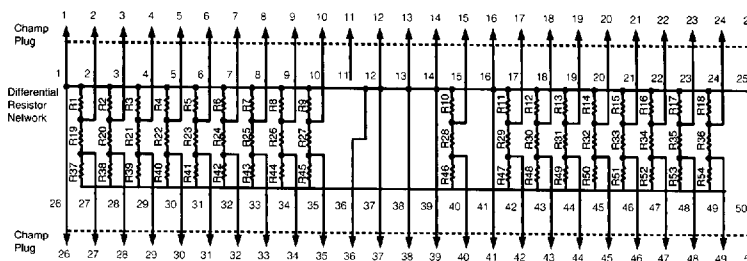 1 2 3 4 5 6 7 8 9 10 11 12 13 14 15 16 17 18 19 20 21 22 23 24 2
Champ
Plug
1 2 3 4 5 6 7 8 9 10 11 12 13 14 15 16 17 18 19 20 21 22 23 24 25
Differential
Resistor
Network
R1 R2 R3 R4 R5 R6 R7 R8 R9 R10 R11 R12 R13 R14 R15 R16 R17 R18
R19 R20 R21 R22 R23 R24 R25 R26 R27 R28 R29 R30 R31 R32 R33 R34 R35 R36
R37 R38 R39 R40 R41 R42 R43 R44 R45 R46 R47 R48 R49 R50 R51 R52 R53 R54
26 27 28 29 30 31 32 33 34 35 36 37 38 39 40 41 42 43 44 45 46 47 48 49 50
Champ
Plug
26 27 28 29 30 31 32 33 34 35 36 37 38 39 40 41 42 43 44 45 46 47 48 49